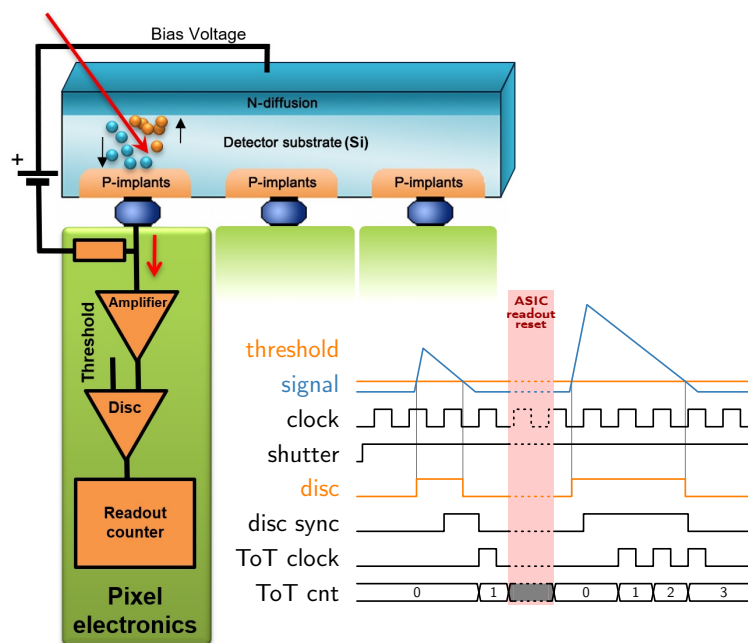 Bias Voltage
N-diffusion
Detector substrate (Si)
+
P-implants
P-implants
P-implants
Amplifier
Threshold
Disc
Readout
counter
Pixel
electronics
ASIC
readout
reset
threshold
signal
clock
shutter
disc
disc sync
ToT clock
ToT cnt
0 1 0 1 2 3